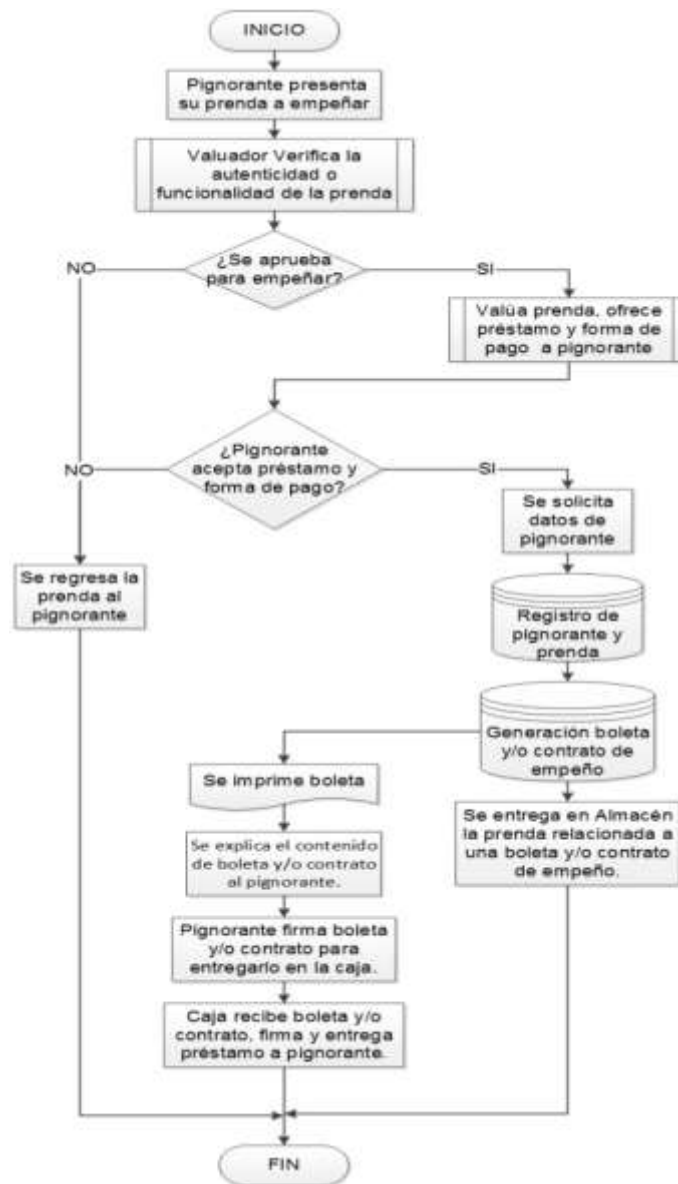 INICIO
Pignorante presenta
su prenda a empeñar
Valuador Verifica la
autenticidad o
funcionalidad de la prenda
¿Se aprueba
para empeñar?
NO
SI
Valúa prenda, ofrece
préstamo y forma de
pago a pignorante
¿Pignorante
acepta préstamo y
forma de pago?
NO
SI
Se solicita
datos de
pignorante
Se regresa la
prenda al
pignorante
Registro de
pignorante y
prenda
Generación boleta
y/o contrato de
empeño
Se imprime boleta
Se entrega en Almacén
la prenda relacionada a
una boleta y/o contrato
de empeño.
Se explica el contenido
de boleta y/o contrato
al pignorante.
Pignorante firma boleta
y/o contrato para
entregarlo en la caja.
Caja recibe boleta y/o
contrato, firma y entrega
préstamo a pignorante.
FIN